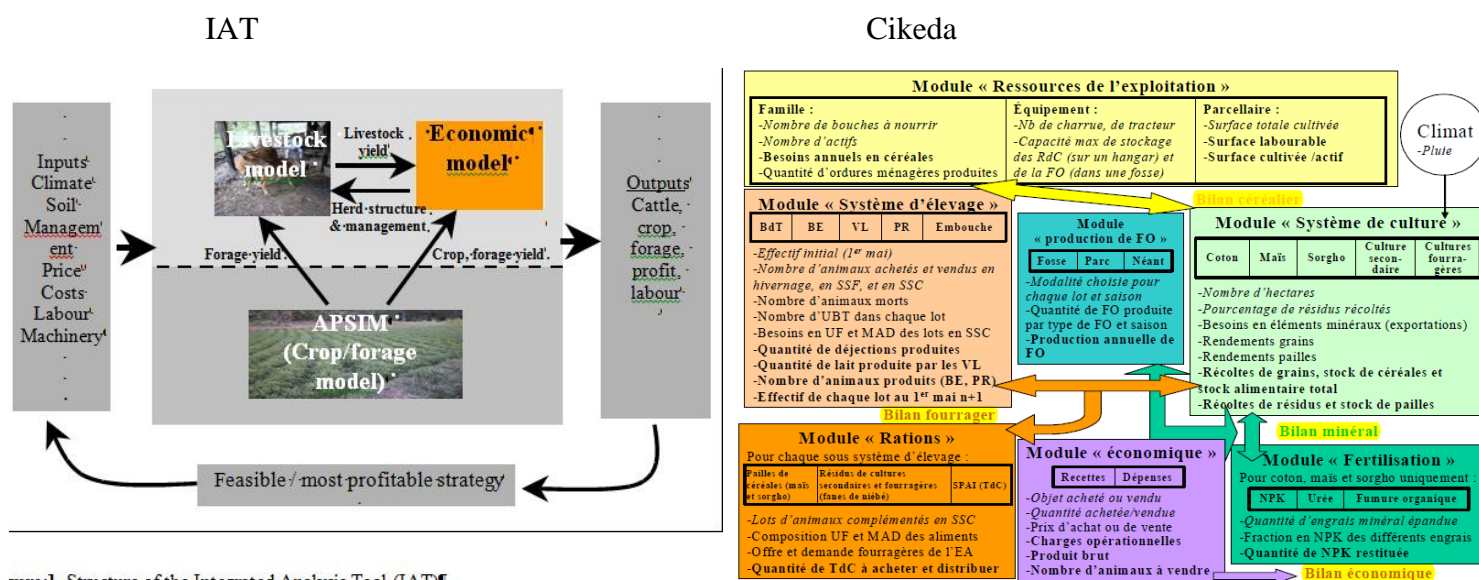 IAT
Cikeda
Inputs
Climate
Soil
Managem
ent
Price
Costs
Labour
Machinery
Livestock
model
Livestock
yield
Economic
model
Herd structure
& management
Forage yield
Crop, forage yield
APSIM
(Crop/forage
model)
Outputs
Cattle,
crop,
forage,
profit,
labour
Feasible / most profitable strategy
Structure of the Integrated Analysis Tool (IAT)
Module « Ressources de l'exploitation »
Famille :
-Nombre de bouches à nourrir
-Nombre d'actifs
-Besoins annuels en céréales
-Quantité d'ordures ménagères produites
Équipement :
-Nb de charrue, de tracteur
-Capacité max de stockage
des RdC (sur un hangar) et
de la FO (dans une fosse)
Parcellaire :
-Surface totale cultivée
-Surface labourable
-Surface cultivée /actif
Climat
-Pluie
Bilan céréalier
Module « Système d'élevage »
BdT BE VL PR Embouche
-Effectif initial (1er mai)
-Nombre d'animaux achetés et vendus en
hivernage, en SSF, et en SSC
-Nombre d'animaux morts
-Nombre d'UBT dans chaque lot
-Besoins en UF et MAD des lots en SSC
-Quantité de déjections produites
-Quantité de lait produite par les VL
-Nombre d'animaux produits (BE, PR)
-Effectif de chaque lot au 1er mai n+1
Module
« production de FO »
Fosse Parc Néant
-Modalité choisie pour
chaque lot et saison
-Quantité de FO produite
par type de FO et saison
-Production annuelle de
FO
Module « Système de culture »
Coton Maïs Sorgho Culture secon- daire Cultures fourra- gères
-Nombre d'hectares
-Pourcentage de résidus récoltés
-Besoins en éléments minéraux (exportations)
-Rendements grains
-Rendements pailles
-Récoltes de grains, stock de céréales et
stock alimentaire total
-Récoltes de résidus et stock de pailles
Bilan fourrager
Bilan minéral
Module « Rations »
Pour chaque sous système d'élevage :
Pailles de
céréales (maïs
et sorgho)
Résidus de cultures
secondaires et fourragères
(fanes de niébé)
SPAI (TdC)
-Lots d'animaux complémentés en SSC
-Composition UF et MAD des aliments
-Offre et demande fourragères de l'EA
-Quantité de TdC à acheter et distribuer
Module « économique »
Recettes Dépenses
-Objet acheté ou vendu
-Quantité achetée/vendue
-Prix d'achat ou de vente
-Charges opérationnelles
-Produit brut
-Nombre d'animaux à vendre
Module « Fertilisation »
Pour coton, maïs et sorgho uniquement :
NPK Urée Fumure organique
-Quantité d'engrais minéral épandue
-Fraction en NPK des différents engrais
-Quantité de NPK restituée
Bilan économique